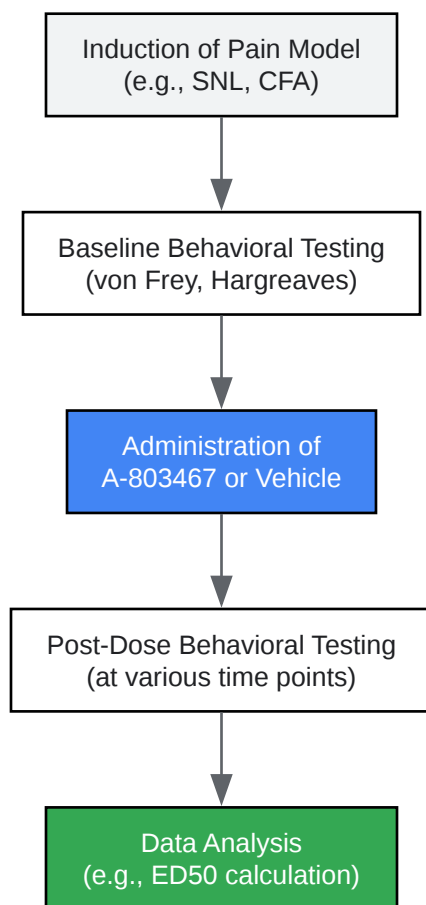 Induction of Pain Model
(e.g., SNL, CFA)
Baseline Behavioral Testing
(von Frey, Hargreaves)
Administration of
A-803467 or Vehicle
Post-Dose Behavioral Testing
(at various time points)
Data Analysis
(e.g., ED50 calculation)